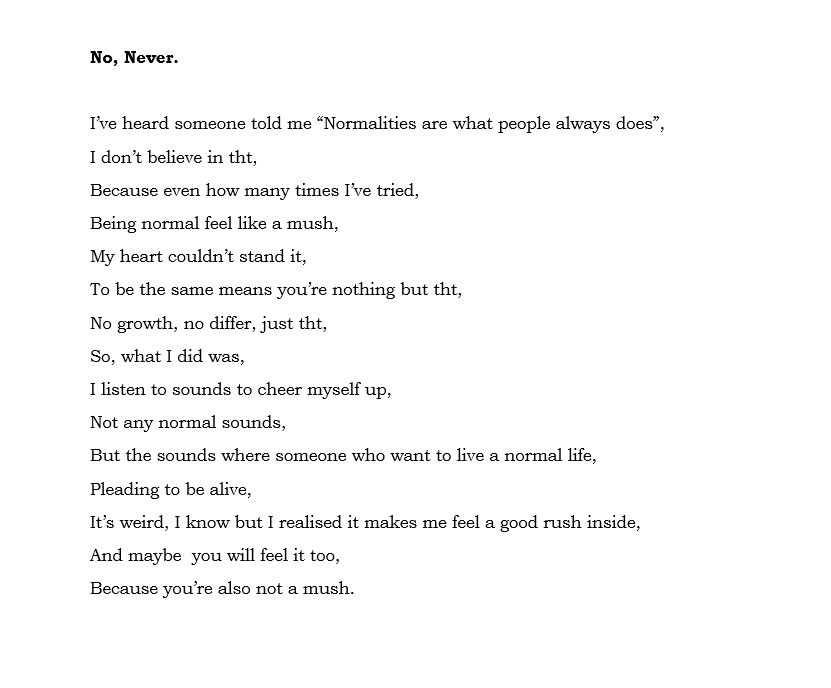 No, Never.
I’ve heard someone told me “Normalities are what people always does”,
I don’t believe in tht,
Because even how many times I’ve tried,
Being normal feel like a mush,
My heart couldn’t stand it,
To be the same means you’re nothing but tht,
No growth, no differ, just tht,
So, what I did was,
I listen to sounds to cheer myself up,
Not any normal sounds,
But the sounds where someone who want to live a normal life,
Pleading to be alive,
It’s weird, I know but I realised it makes me feel a good rush inside,
And maybe  you will feel it too,
Because you’re also not a mush.